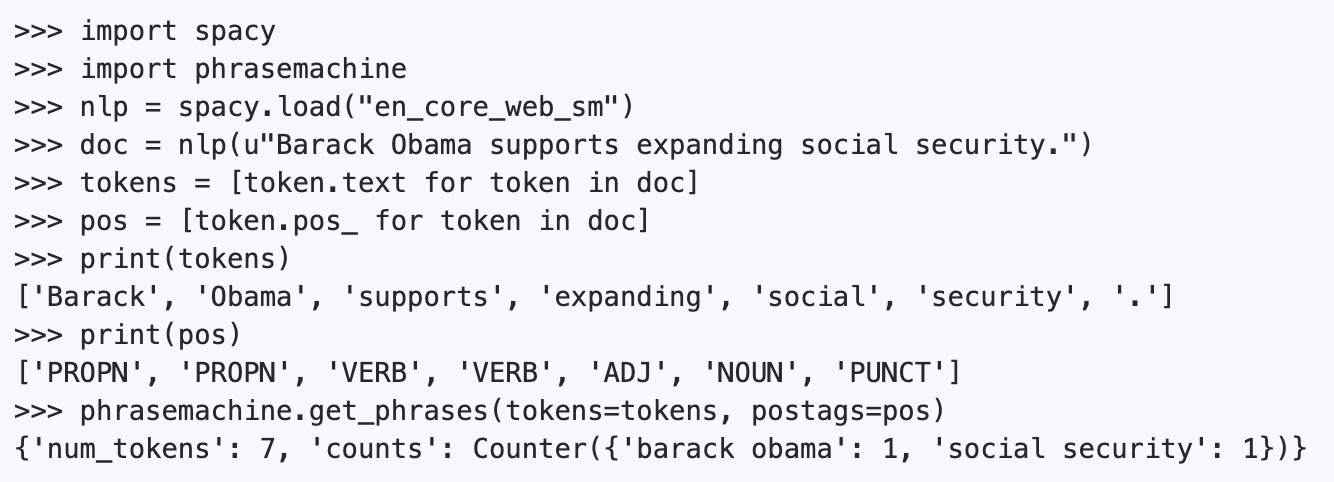 >>> import spacy
>>> import phrasemachine
>>> nlp = spacy.load("en_core_web_sm")
>>> doc = nlp(u"Barack Obama supports expanding social security.")
>>> tokens = [token.text for token in doc]
>>> pos = [token.pos_ for token in doc]
>>> print(tokens)
['Barack', 'Obama', 'supports', 'expanding', 'social', 'security', '.']
>>> print(pos)
['PROPN', 'PROPN', 'VERB', 'VERB', 'ADJ', 'NOUN', 'PUNCT']
>>> phrasemachine.get_phrases(tokens=tokens, postags=pos)
{'num_tokens': 7, 'counts': Counter({'barack obama': 1, 'social security': 1})}